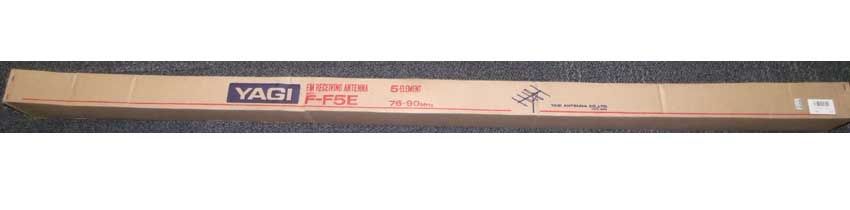 YAGI
FM RECEIVING ANTENNA
F-F5E
5 ELEMENT
76-90MHz
YAGI ANTENNA CO.,LTD.